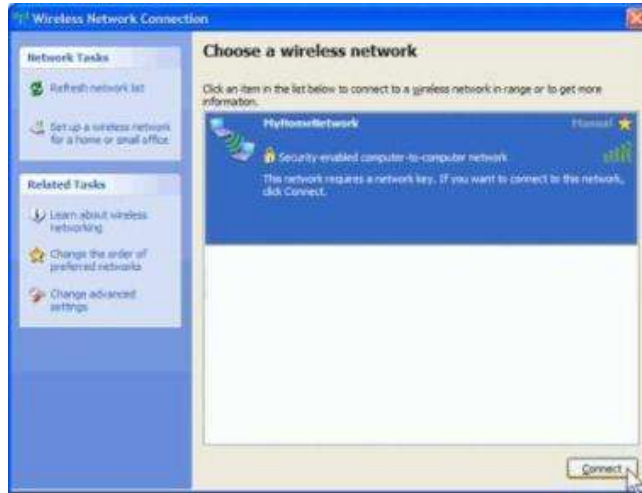 Wireless Network Connection
Network Tasks
Refresh network list
Set up a wireless network
for a home or small office
Related Tasks
Learn about wireless
networking
Change the order of
preferred networks
Change advanced
settings
Choose a wireless network
Click an item in the list below to connect to a wireless network in range or to get more
information.
MyHomeNetwork
Manual
Security-enabled computer-to-computer network
This network requires a network key. If you want to connect to this network,
click Connect.
Connect